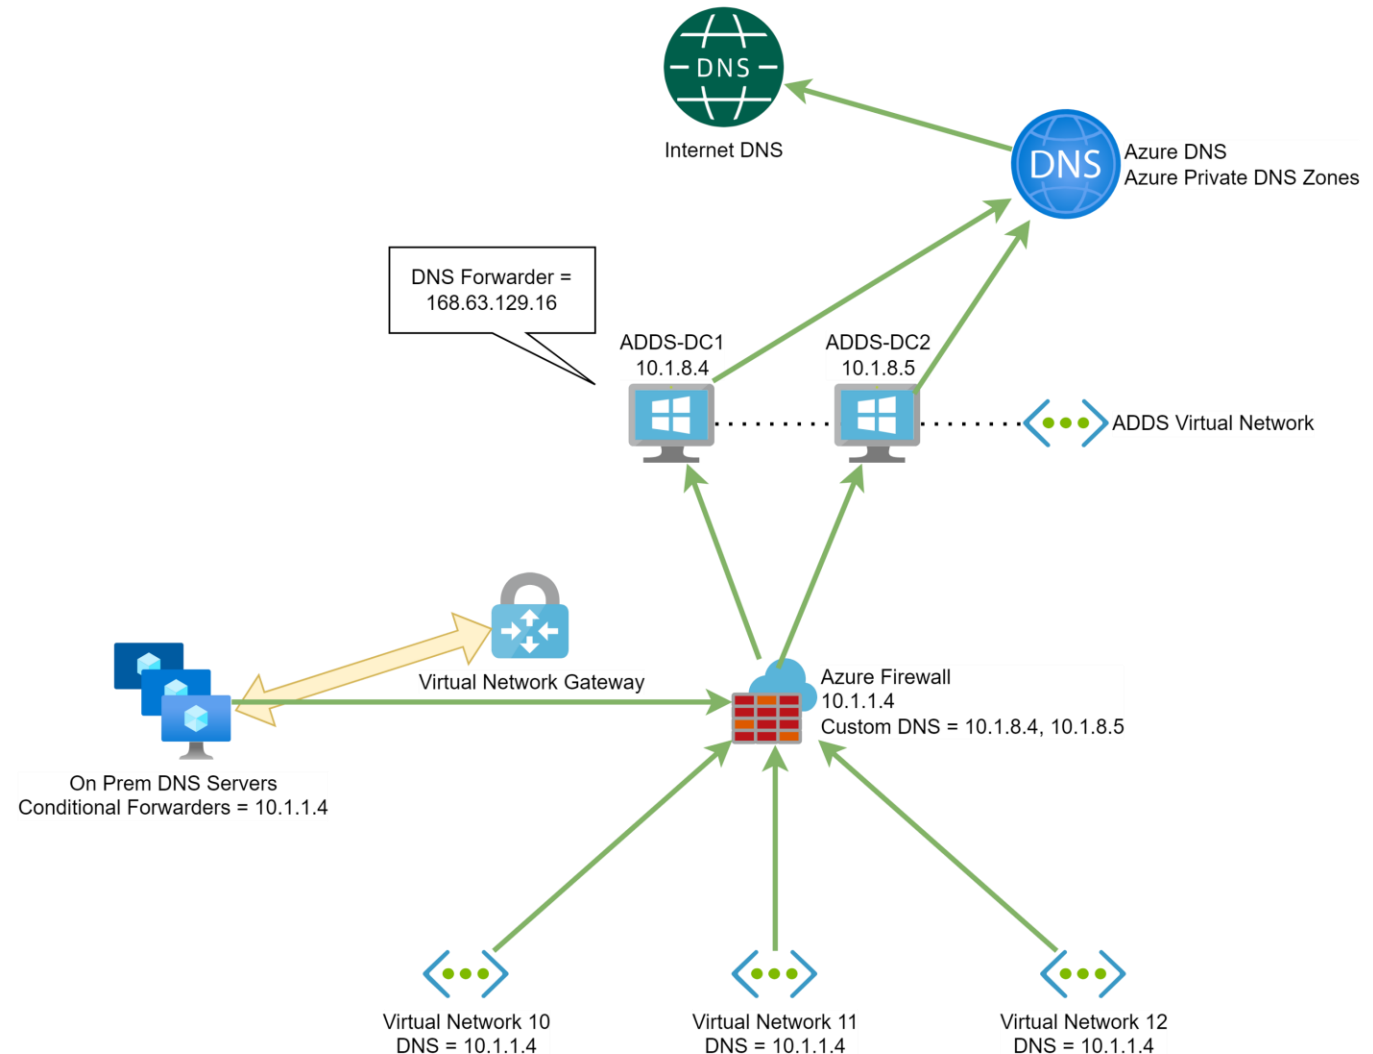 DNS
Internet DNS
DNS
Azure DNS
Azure Private DNS Zones
DNS Forwarder =
168.63.129.16
ADDS-DC1
10.1.8.4
ADDS-DC2
10.1.8.5
ADDS Virtual Network
Virtual Network Gateway
Azure Firewall
10.1.1.4
Custom DNS = 10.1.8.4, 10.1.8.5
On Prem DNS Servers
Conditional Forwarders = 10.1.1.4
Virtual Network 10
DNS = 10.1.1.4
Virtual Network 11
DNS = 10.1.1.4
Virtual Network 12
DNS = 10.1.1.4